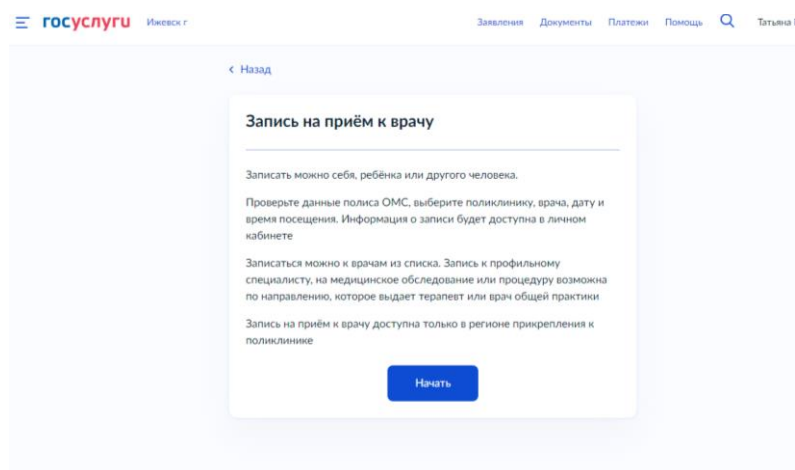 госуслуги Ижевск г Заявления Документы Платежи Помощь Татьяна
Назад
Запись на приём к врачу
Записать можно себя, ребёнка или другого человека.
Проверьте данные полиса ОМС, выберите поликлинику, врача, дату и
время посещения. Информация о записи будет доступна в личном
кабинете
Записаться можно к врачам из списка. Запись к профильному
специалисту, на медицинское обследование или процедуру возможна
по направлению, которое выдает терапевт или врач общей практики
Запись на приём к врачу доступна только в регионе прикрепления к
поликлинике
Начать